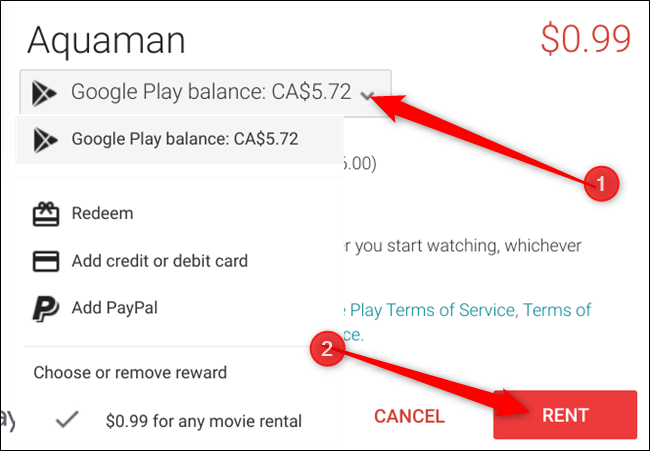 Aquaman $0.99
Google Play balance: CA$5.72
Google Play balance: CA$5.72
6.00)
1
Redeem
r you start watching, whichever
Add credit or debit card
Add PayPal
Play Terms of Service, Terms of
2
Choose or remove reward
$0.99 for any movie rental
CANCEL
RENT